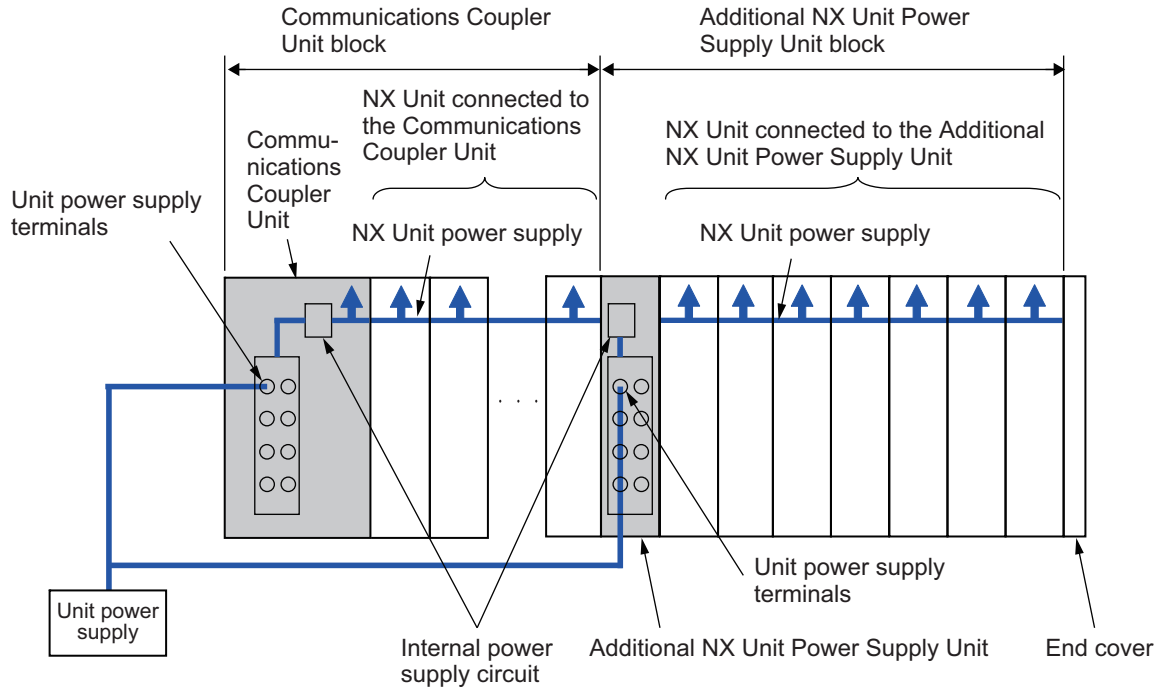 Communications Coupler
Unit block
Additional NX Unit Power
Supply Unit block
NX Unit connected to
the Communications
Coupler Unit
NX Unit connected to the Additional
NX Unit Power Supply Unit
Commu-
nications
Coupler
Unit
Unit power supply
terminals
NX Unit power supply
NX Unit power supply
. . .
Unit power supply
terminals
Unit power
supply
Internal power
supply circuit
Additional NX Unit Power Supply Unit
End cover